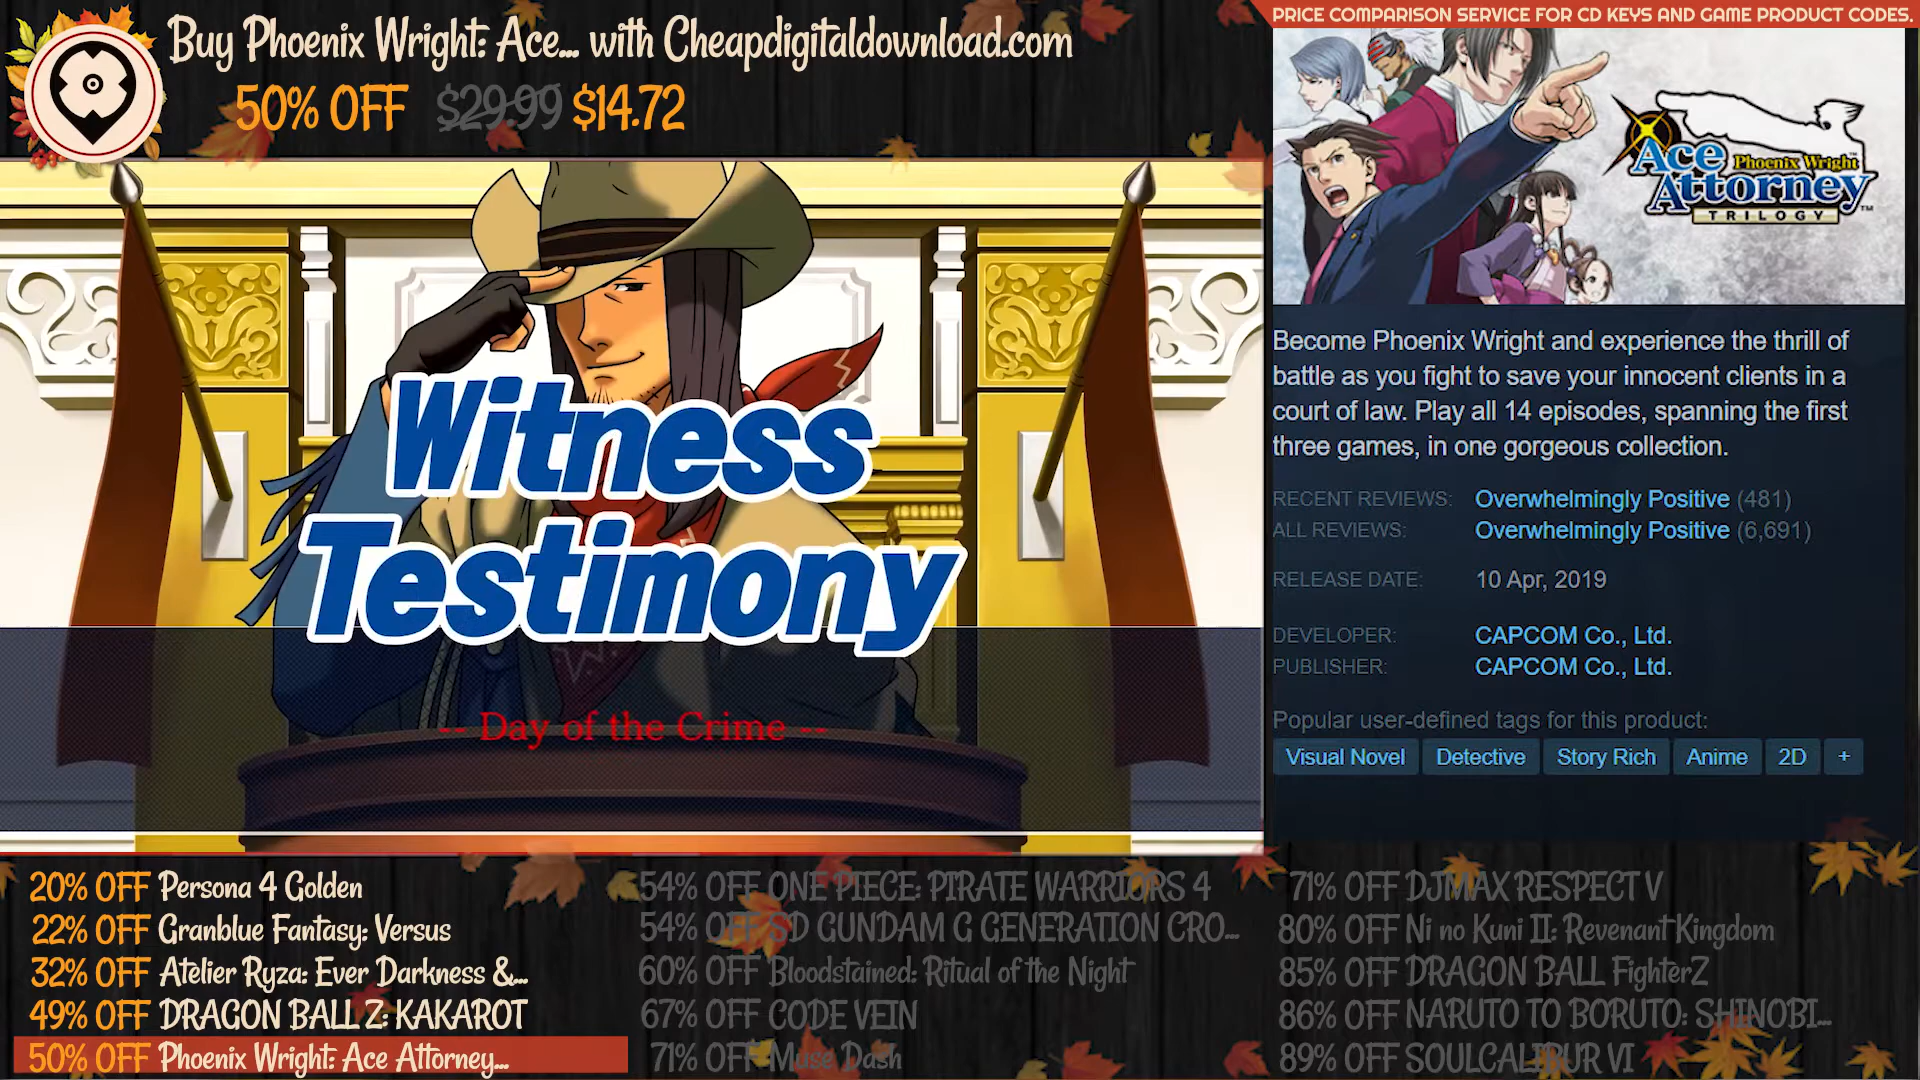 Buy Phoenix Wright: Ace... with Cheapdigitaldownload.com
50% OFF $29.99 $14.72
PRICE COMPARISON SERVICE FOR CD KEYS AND GAME PRODUCT CODES.
Ace Phoenix Wright
Attorney™
TRILOGY
Witness
Testimony
-- Day of the Crime --
Become Phoenix Wright and experience the thrill of
battle as you fight to save your innocent clients in a
court of law. Play all 14 episodes, spanning the first
three games, in one gorgeous collection.
RECENT REVIEWS: Overwhelmingly Positive (481)
ALL REVIEWS: Overwhelmingly Positive (6,691)
RELEASE DATE: 10 Apr, 2019
DEVELOPER: CAPCOM Co., Ltd.
PUBLISHER: CAPCOM Co., Ltd.
Popular user-defined tags for this product:
Visual Novel Detective Story Rich Anime 2D +
20% OFF Persona 4 Golden
22% OFF Granblue Fantasy: Versus
32% OFF Atelier Ryza: Ever Darkness &...
49% OFF DRAGON BALL Z: KAKAROT
50% OFF Phoenix Wright: Ace Attorney...
54% OFF ONE PIECE: PIRATE WARRIORS 4
54% OFF SD GUNDAM G GENERATION CRO...
60% OFF Bloodstained: Ritual of the Night
67% OFF CODE VEIN
71% OFF Muse Dash
71% OFF DJMAX RESPECT V
80% OFF Ni no Kuni II: Revenant Kingdom
85% OFF DRAGON BALL FighterZ
86% OFF NARUTO TO BORUTO: SHINOBI...
89% OFF SOULCALIBUR VI